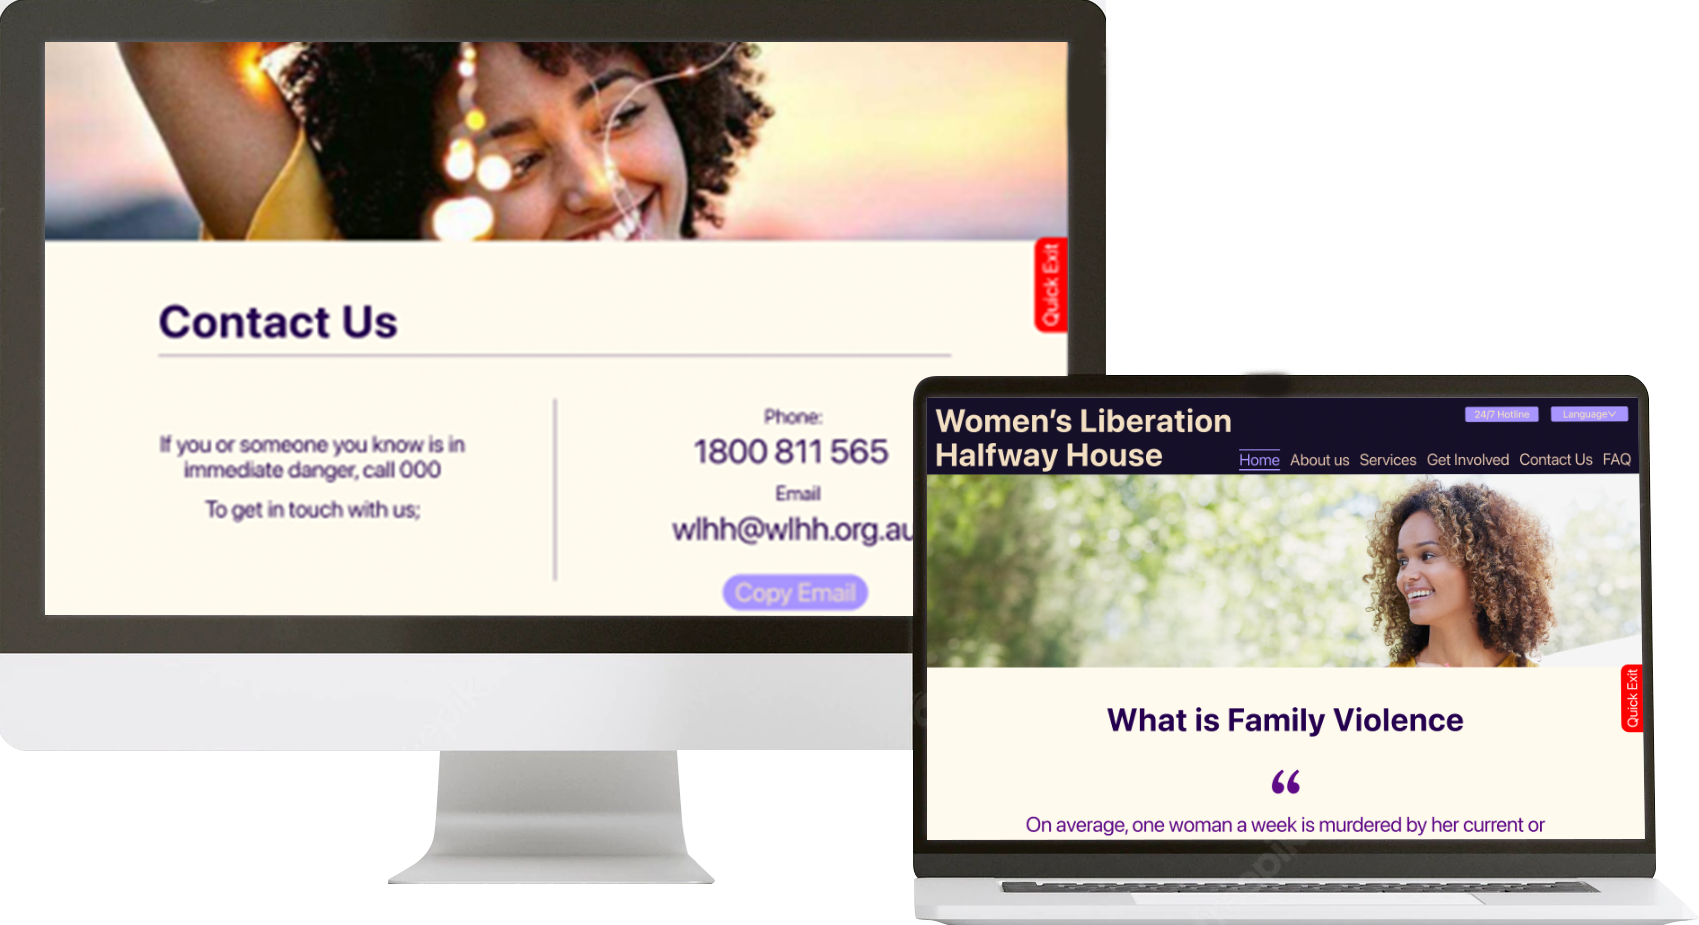 Quick Exit
Contact Us
If you or someone you know is in
immediate danger, call 000
To get in touch with us;
Phone:
1800 811 565
Email
wlhh@wlhh.org.au
Copy Email
Women's Liberation
Halfway House
24/7 Hotline
Language
Home About us Services Get Involved Contact Us FAQ
Quick Exit
What is Family Violence
“
On average, one woman a week is murdered by her current or